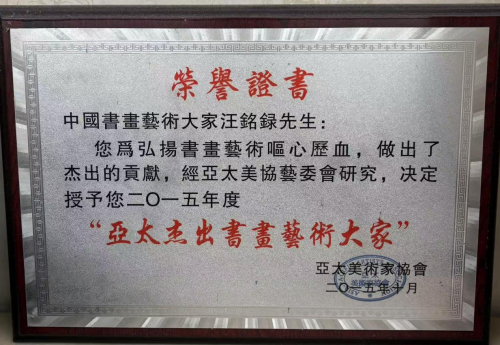 榮譽證書
中國書畫藝術大家汪銘録先生：
您爲弘揚書畫藝術嘔心歷血，做出了
杰出的貢獻，經亞太美協藝委會研究，决定
授予您二〇一五年度
“亞太杰出書畫藝術大家”
亞太美術家協會
二〇一五年十月